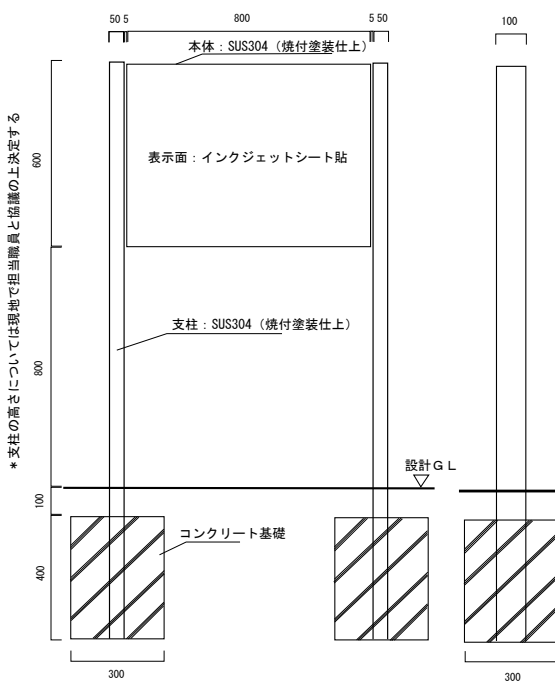 50 5
800
5 50
100
本体：SUS304（焼付塗装仕上）
600
表示面：インクジェットシート貼
＊支柱の高さについては現地で担当職員と協議の上決定する
支柱：SUS304（焼付塗装仕上）
800
設計ＧＬ
100
コンクリート基礎
400
300
300